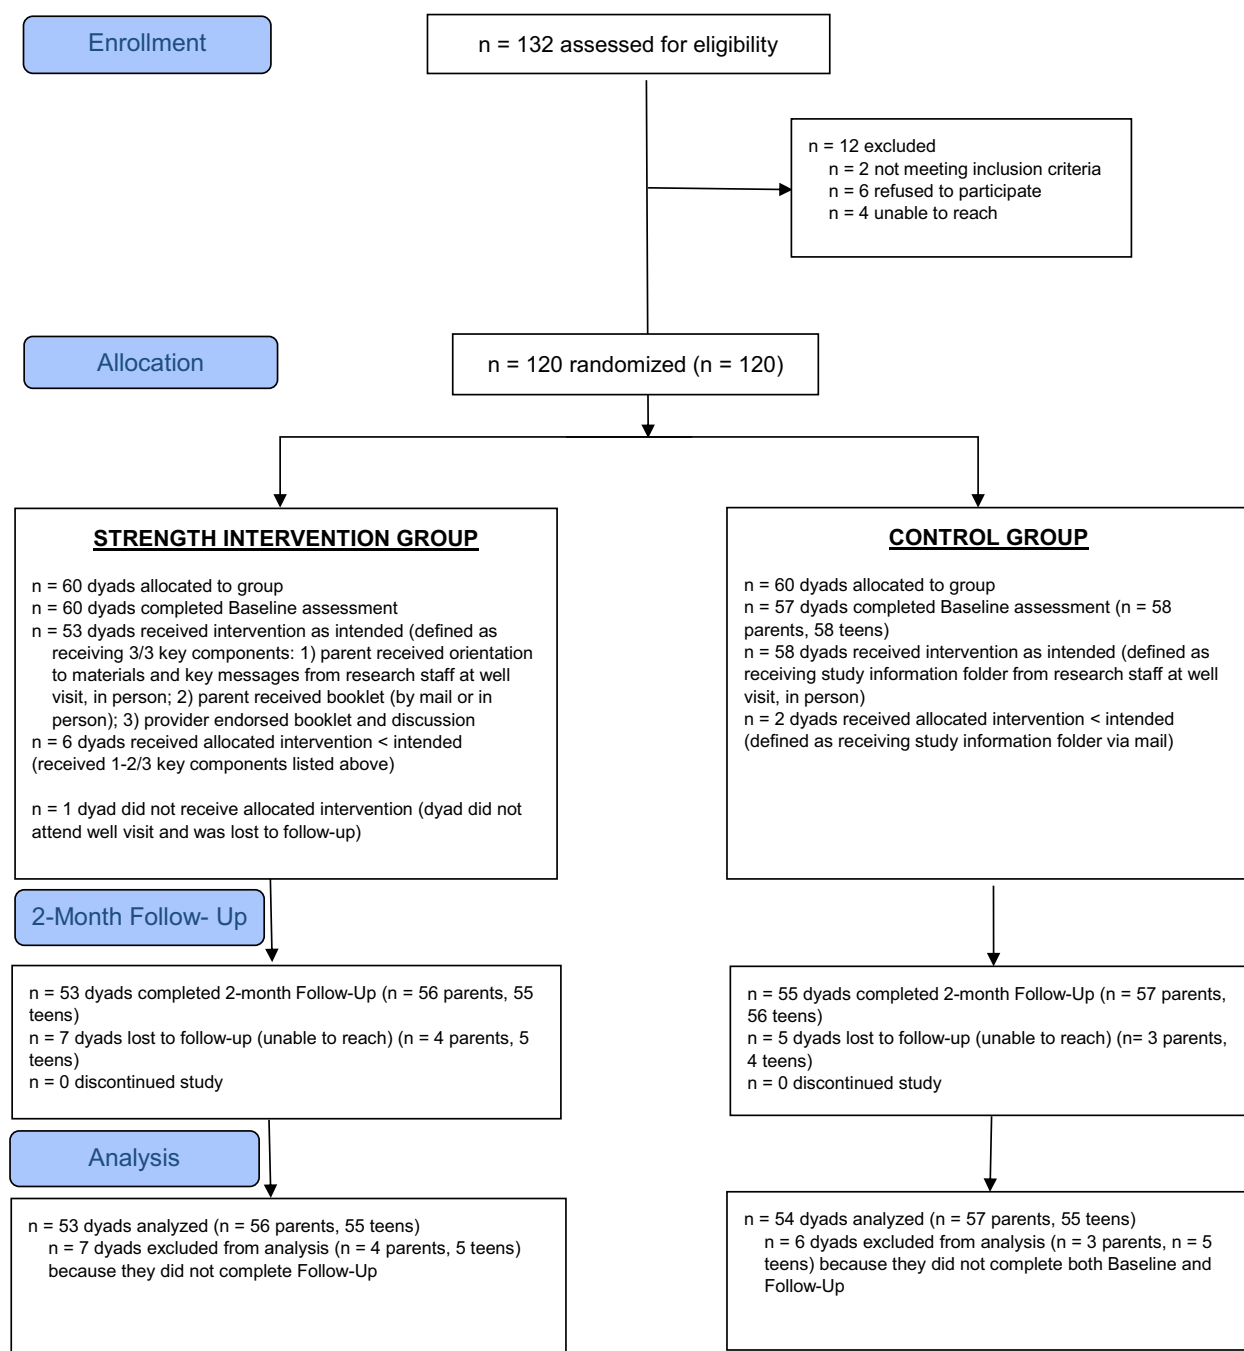 Enrollment
n = 132 assessed for eligibility
n = 12 excluded
n = 2 not meeting inclusion criteria
n = 6 refused to participate
n = 4 unable to reach
Allocation
n = 120 randomized (n = 120)
STRENGTH INTERVENTION GROUP
n = 60 dyads allocated to group
n = 60 dyads completed Baseline assessment
n = 53 dyads received intervention as intended (defined as
receiving 3/3 key components: 1) parent received orientation
to materials and key messages from research staff at well
visit, in person; 2) parent received booklet (by mail or in
person); 3) provider endorsed booklet and discussion
n = 6 dyads received allocated intervention < intended
(received 1-2/3 key components listed above)
n = 1 dyad did not receive allocated intervention (dyad did not
attend well visit and was lost to follow-up)
CONTROL GROUP
n = 60 dyads allocated to group
n = 57 dyads completed Baseline assessment (n = 58
parents, 58 teens)
n = 58 dyads received intervention as intended (defined as
receiving study information folder from research staff at well
visit, in person)
n = 2 dyads received allocated intervention < intended
(defined as receiving study information folder via mail)
2-Month Follow- Up
n = 53 dyads completed 2-month Follow-Up (n = 56 parents, 55
teens)
n = 7 dyads lost to follow-up (unable to reach) (n = 4 parents, 5
teens)
n = 0 discontinued study
n = 55 dyads completed 2-month Follow-Up (n = 57 parents,
56 teens)
n = 5 dyads lost to follow-up (unable to reach) (n= 3 parents,
4 teens)
n = 0 discontinued study
Analysis
n = 53 dyads analyzed (n = 56 parents, 55 teens)
n = 7 dyads excluded from analysis (n = 4 parents, 5 teens)
because they did not complete Follow-Up
n = 54 dyads analyzed (n = 57 parents, 55 teens)
n = 6 dyads excluded from analysis (n = 3 parents, n = 5
teens) because they did not complete both Baseline and
Follow-Up